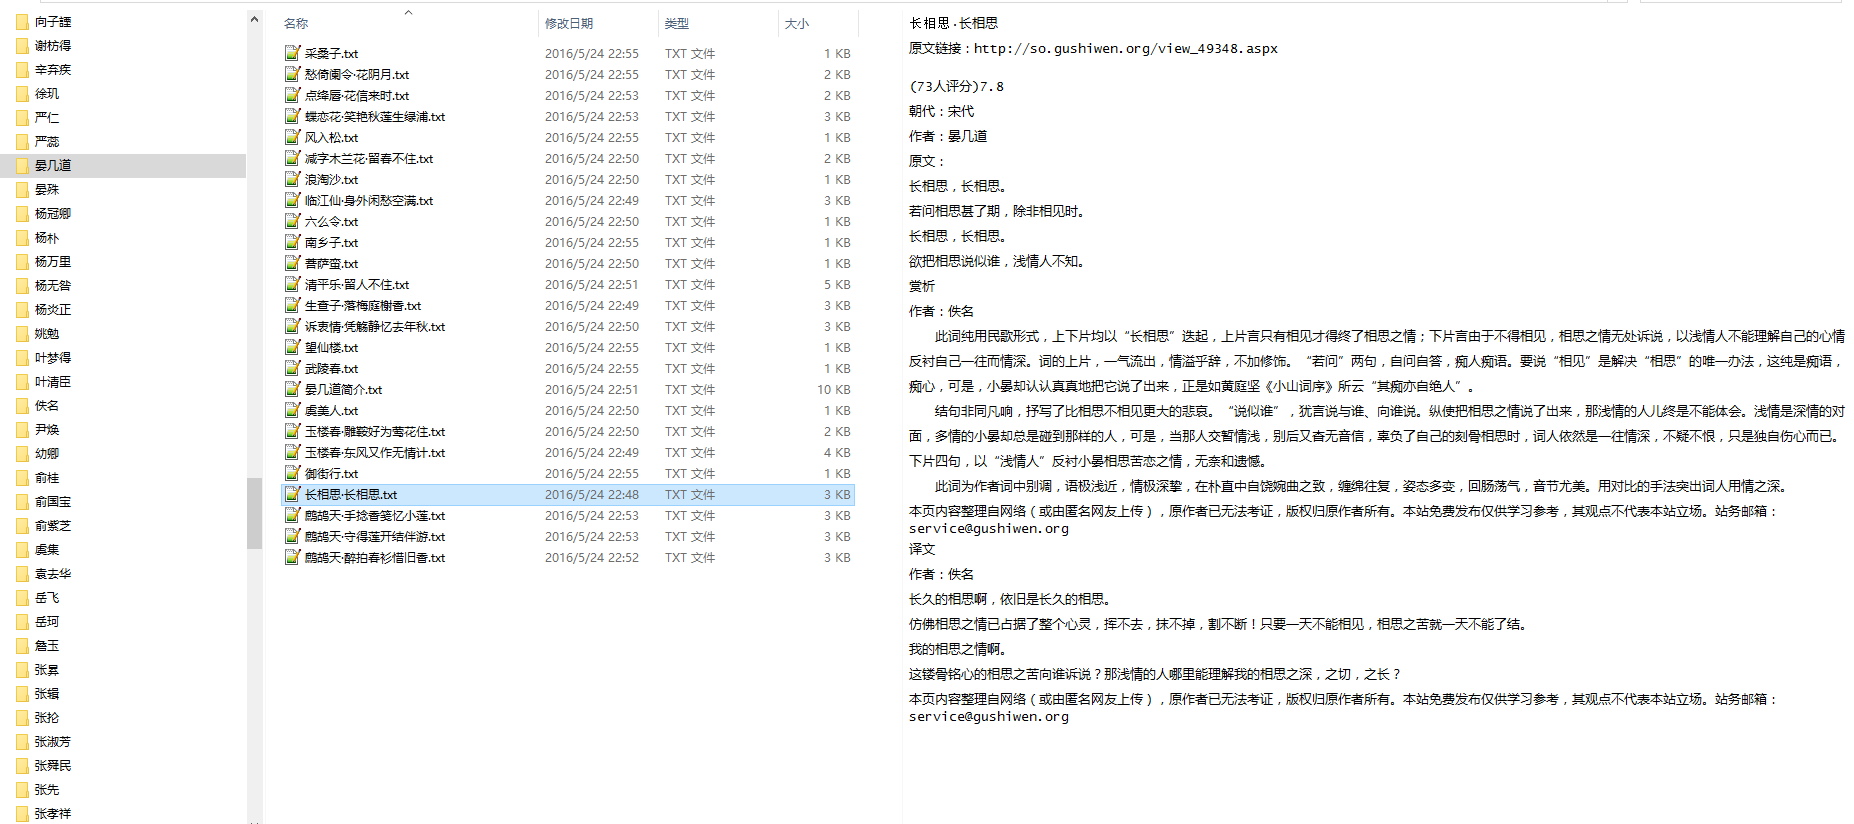 向子諲
谢枋得
辛弃疾
徐玑
严仁
严蕊
晏几道
晏殊
杨冠卿
杨朴
杨万里
杨无咎
杨炎正
姚勉
叶梦得
叶清臣
佚名
尹焕
幼卿
俞桂
俞国宝
俞紫芝
虞集
袁去华
岳飞
岳珂
詹玉
张昪
张辑
张抡
张淑芳
张舜民
张先
张孝祥
名称 修改日期 类型 大小
采桑子.txt 2016/5/24 22:55 TXT 文件 1 KB
愁倚阑令·花阴月.txt 2016/5/24 22:55 TXT 文件 2 KB
点绛唇·花信来时.txt 2016/5/24 22:53 TXT 文件 2 KB
蝶恋花·笑艳秋莲生绿浦.txt 2016/5/24 22:53 TXT 文件 3 KB
风入松.txt 2016/5/24 22:55 TXT 文件 1 KB
减字木兰花·留春不住.txt 2016/5/24 22:50 TXT 文件 2 KB
浪淘沙.txt 2016/5/24 22:50 TXT 文件 1 KB
临江仙·身外闲愁空满.txt 2016/5/24 22:49 TXT 文件 3 KB
六么令.txt 2016/5/24 22:50 TXT 文件 1 KB
南乡子.txt 2016/5/24 22:55 TXT 文件 1 KB
菩萨蛮.txt 2016/5/24 22:50 TXT 文件 1 KB
清平乐·留人不住.txt 2016/5/24 22:51 TXT 文件 5 KB
生查子·落梅庭榭香.txt 2016/5/24 22:49 TXT 文件 3 KB
诉衷情·凭觞静忆去年秋.txt 2016/5/24 22:50 TXT 文件 3 KB
望仙楼.txt 2016/5/24 22:55 TXT 文件 1 KB
武陵春.txt 2016/5/24 22:55 TXT 文件 1 KB
晏几道简介.txt 2016/5/24 22:51 TXT 文件 10 KB
虞美人.txt 2016/5/24 22:50 TXT 文件 1 KB
玉楼春·雕鞍好为莺花住.txt 2016/5/24 22:50 TXT 文件 2 KB
玉楼春·东风又作无情计.txt 2016/5/24 22:49 TXT 文件 4 KB
御街行.txt 2016/5/24 22:55 TXT 文件 1 KB
长相思·长相思.txt 2016/5/24 22:48 TXT 文件 3 KB
鹧鸪天·手捻香笺忆小莲.txt 2016/5/24 22:53 TXT 文件 3 KB
鹧鸪天·守得莲开结伴游.txt 2016/5/24 22:53 TXT 文件 3 KB
鹧鸪天·醉拍春衫惜旧香.txt 2016/5/24 22:52 TXT 文件 3 KB
长相思·长相思
原文链接：http://so.gushiwen.org/view_49348.aspx
(73人评分)7.8
朝代：宋代
作者：晏几道
原文：
长相思，长相思。
若问相思甚了期，除非相见时。
长相思，长相思。
欲把相思说似谁，浅情人不知。
赏析
作者：佚名
此词纯用民歌形式，上下片均以“长相思”迭起，上片言只有相见才得终了相思之情；下片言由于不得相见，相思之情无处诉说，以浅情人不能理解自己的心情
反衬自己一往而情深。词的上片，一气流出，情溢乎辞，不加修饰。“若问”两句，自问自答，痴人痴语。要说“相见”是解决“相思”的唯一办法，这纯是痴语，
痴心，可是，小晏却认认真真地把它说了出来，正是如黄庭坚《小山词序》所云“其痴亦自绝人”。
结句非同凡响，抒写了比相思不相见更大的悲哀。“说似谁”，犹言说与谁、向谁说。纵使把相思之情说了出来，那浅情的人儿终是不能体会。浅情是深情的对
面，多情的小晏却总是碰到那样的人，可是，当那人交暂情浅，别后又杳无音信，辜负了自己的刻骨相思时，词人依然是一往情深，不疑不恨，只是独自伤心而已。
下片四句，以“浅情人”反衬小晏相思苦恋之情，无奈和遗憾。
此词为作者词中别调，语极浅近，情极深挚，在朴直中自饶婉曲之致，缠绵往复，姿态多变，回肠荡气，音节尤美。用对比的手法突出词人用情之深。
本页内容整理自网络（或由匿名网友上传），原作者已无法考证，版权归原作者所有。本站免费发布仅供学习参考，其观点不代表本站立场。站务邮箱：
service@gushiwen.org
译文
作者：佚名
长久的相思啊，依旧是长久的相思。
仿佛相思之情已占据了整个心灵，挥不去，抹不掉，割不断！只要一天不能相见，相思之苦就一天不能了结。
我的相思之情啊。
这镂骨铭心的相思之苦向谁诉说？那浅情的人哪里能理解我的相思之深，之切，之长？
本页内容整理自网络（或由匿名网友上传），原作者已无法考证，版权归原作者所有。本站免费发布仅供学习参考，其观点不代表本站立场。站务邮箱：
service@gushiwen.org